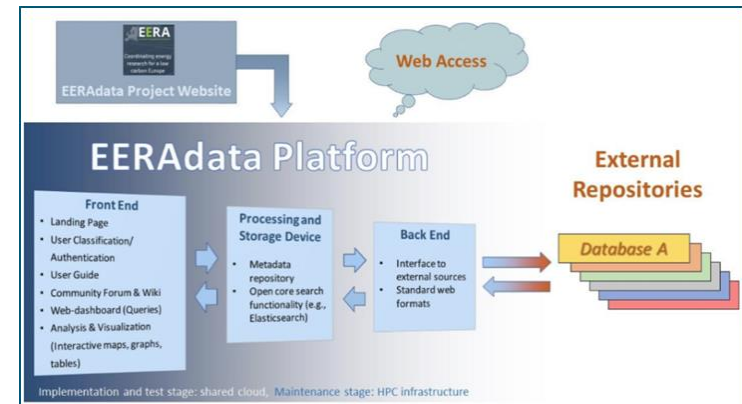 EERA
Coordinating energy
research for a low
carbon Europe
EERAdata Project Website
Web Access
EERAdata Platform
External
Repositories
Front End
• Landing Page
• User Classification/
Authentication
• User Guide
• Community Forum & Wiki
• Web-dashboard (Queries)
• Analysis & Visualization
(Interactive maps, graphs,
tables)
Processing and
Storage Device
• Metadata
repository
• Open core search
functionality (e.g.,
Elasticsearch)
Back End
• Interface to
external sources
• Standard web
formats
Database A
Implementation and test stage: shared cloud, Maintenance stage: HPC infrastructure